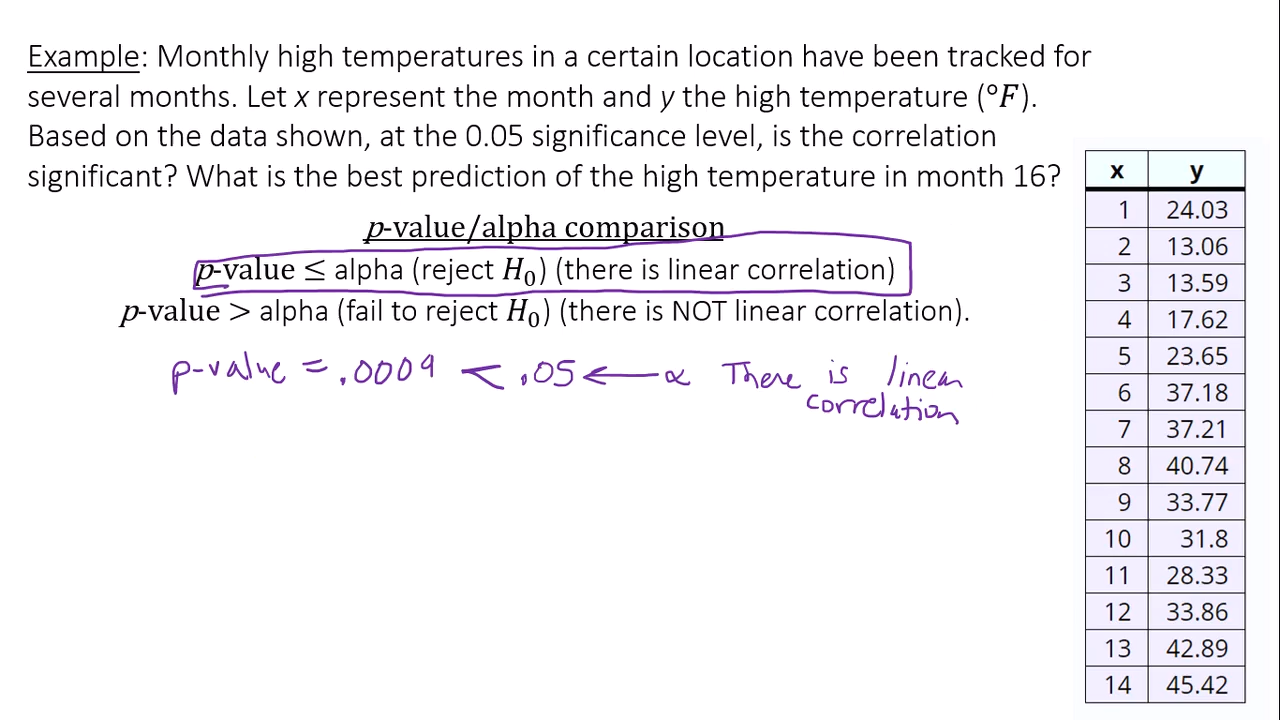 Example: Monthly high temperatures in a certain location have been tracked for
several months. Let x represent the month and y the high temperature (°F).
Based on the data shown, at the 0.05 significance level, is the correlation
significant? What is the best prediction of the high temperature in month 16?
p-value/alpha comparison
p-value ≤ alpha (reject H₀) (there is linear correlation)
p-value > alpha (fail to reject H₀) (there is NOT linear correlation).
p-value = .0009 < .05 ← α There is linear
correlation
x y
1 24.03
2 13.06
3 13.59
4 17.62
5 23.65
6 37.18
7 37.21
8 40.74
9 33.77
10 31.8
11 28.33
12 33.86
13 42.89
14 45.42